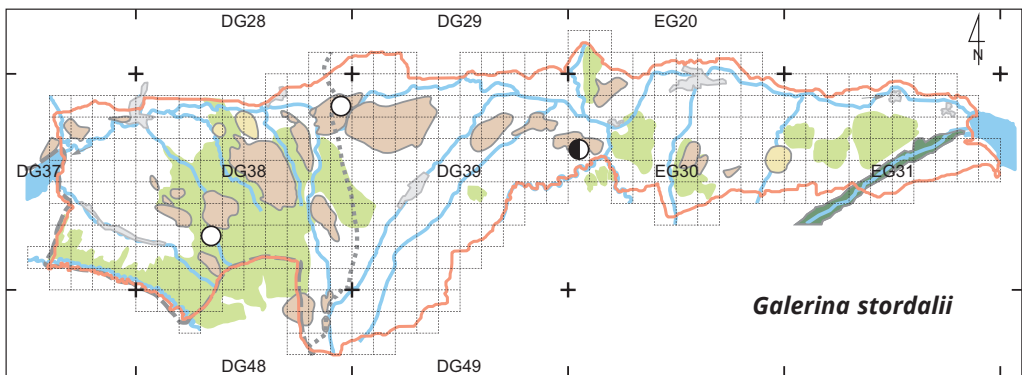 DG28 DG29 EG20
N
DG37 DG38 DG39 EG30 EG31
Galerina stordalii
DG48 DG49